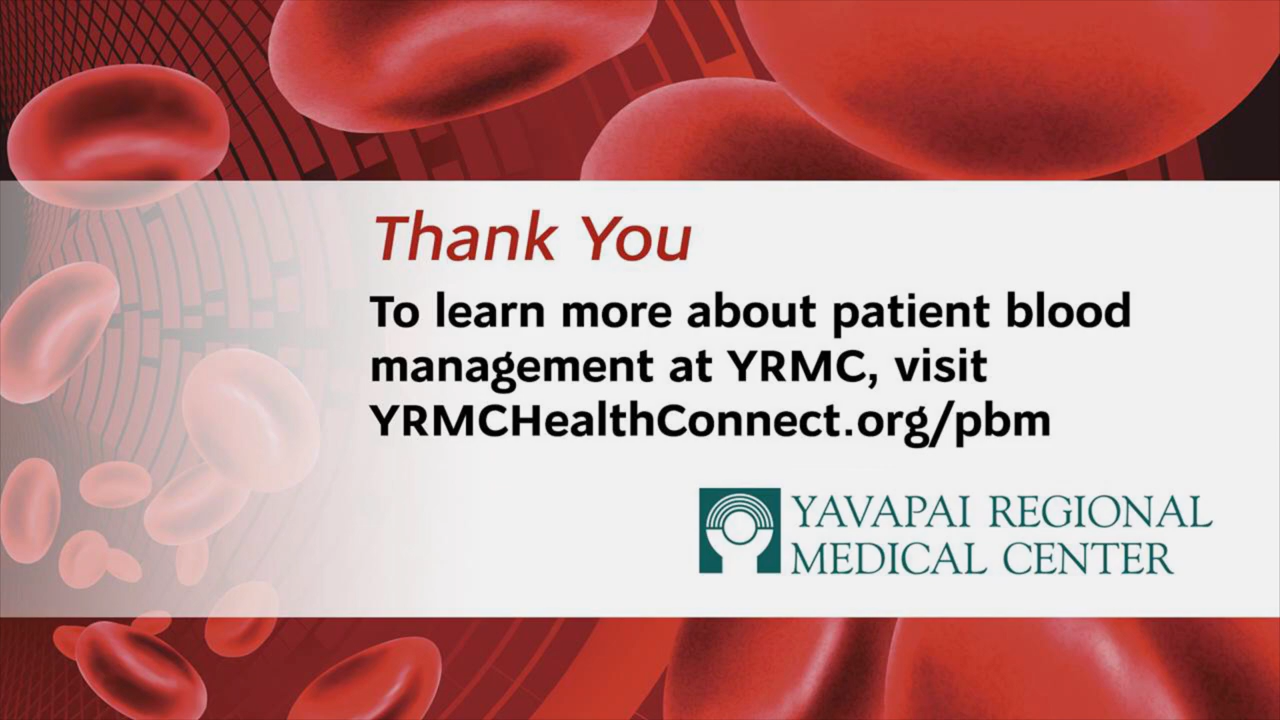 Thank You
To learn more about patient blood
management at YRMC, visit
YRMCHealthConnect.org/pbm
YAVAPAI REGIONAL
MEDICAL CENTER